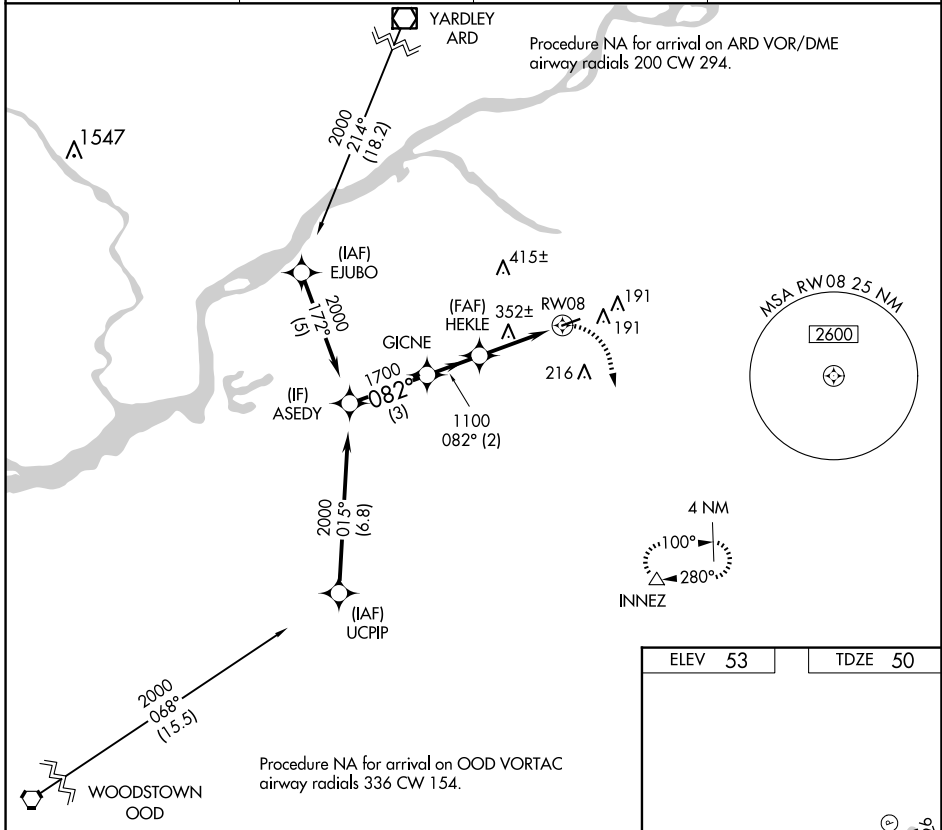 YARDLEY
ARD
Procedure NA for arrival on ARD VOR/DME
airway radials 200 CW 294.
1547
2000
214°
(18.2)
(IAF)
EJUBO
415±
2000
172°
(5)
(FAF)
HEKLE
352±
RW08
191
191
MSA RW08 25 NM
2600
GICNE
216
(IF)
ASEDY
1700
082°
(3)
1100
082° (2)
2000
015°
(6.8)
4 NM
100°
280°
INNEZ
(IAF)
UCPIP
ELEV 53
TDZE 50
2000
068°
(15.5)
Procedure NA for arrival on OOD VORTAC
airway radials 336 CW 154.
WOODSTOWN
OOD
P